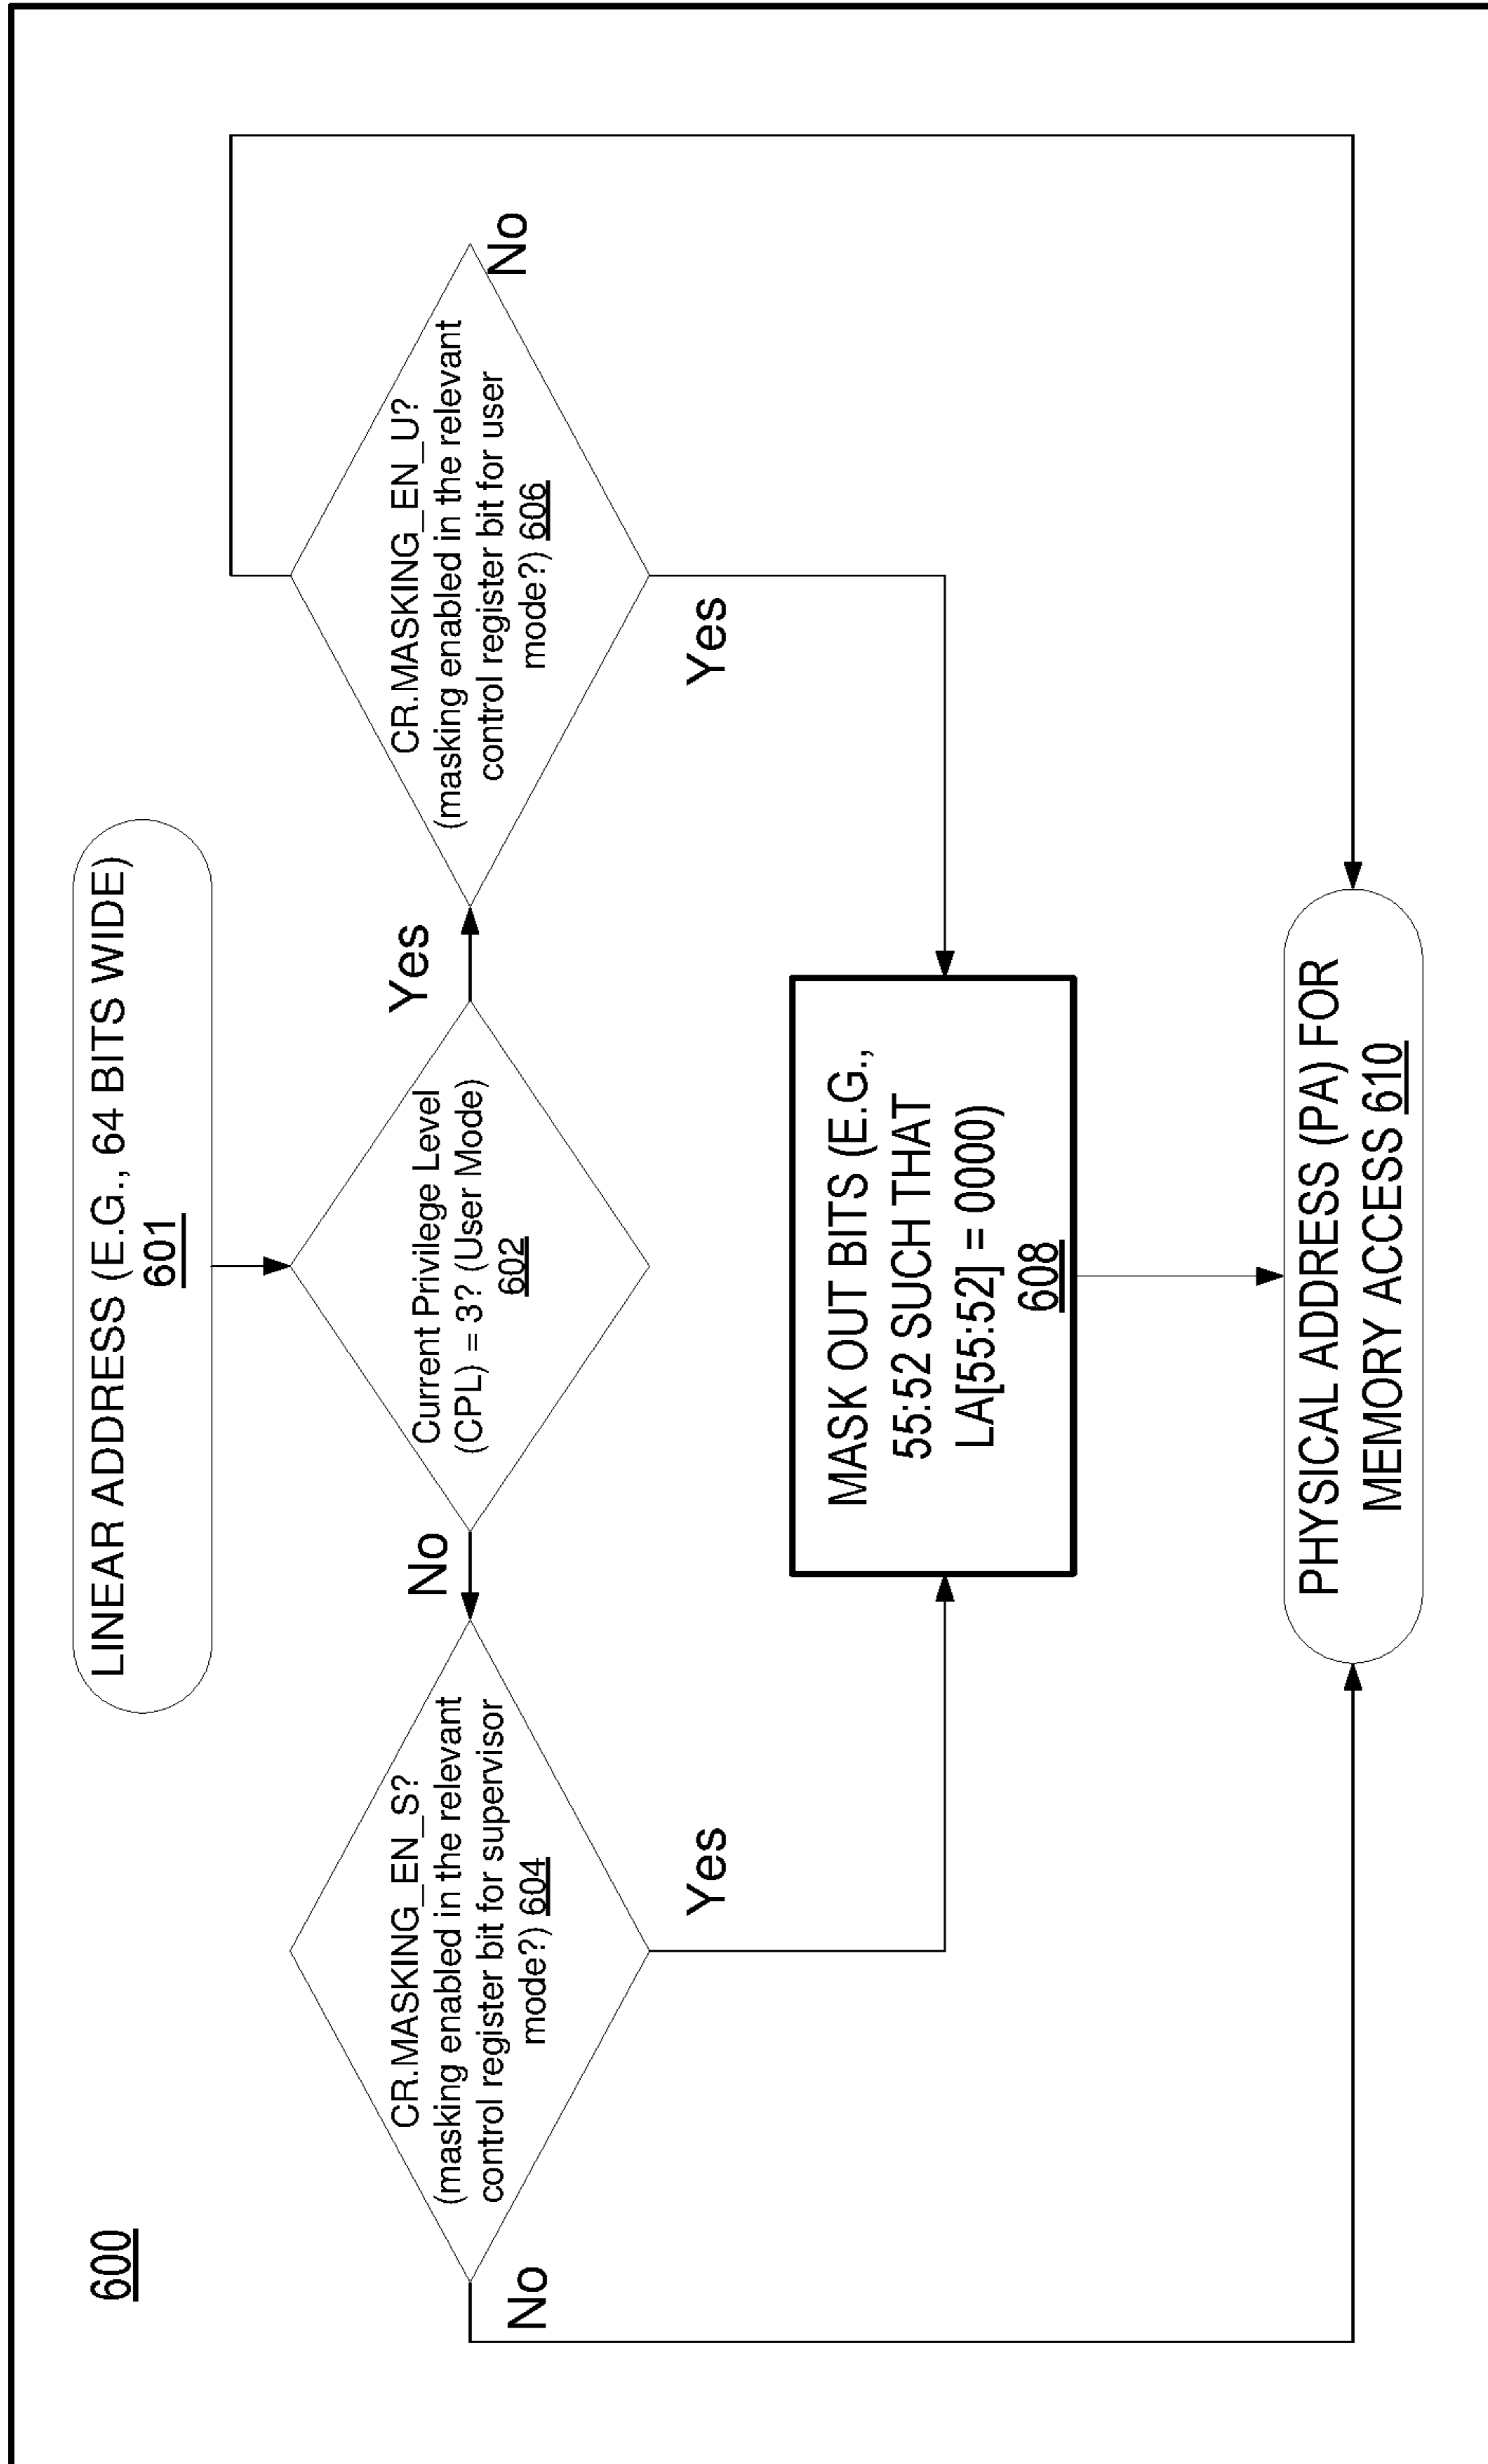 600
LINEAR ADDRESS (E.G., 64 BITS WIDE)
601
Current Privilege Level
(CPL) = 3? (User Mode)
602
No
Yes
CR.MASKING_EN_S?
(masking enabled in the relevant
control register bit for supervisor
mode?) 604
No
Yes
CR.MASKING_EN_U?
(masking enabled in the relevant
control register bit for user
mode?) 606
No
Yes
MASK OUT BITS (E.G.,
55:52 SUCH THAT
LA[55:52] = 0000)
608
PHYSICAL ADDRESS (PA) FOR
MEMORY ACCESS 610